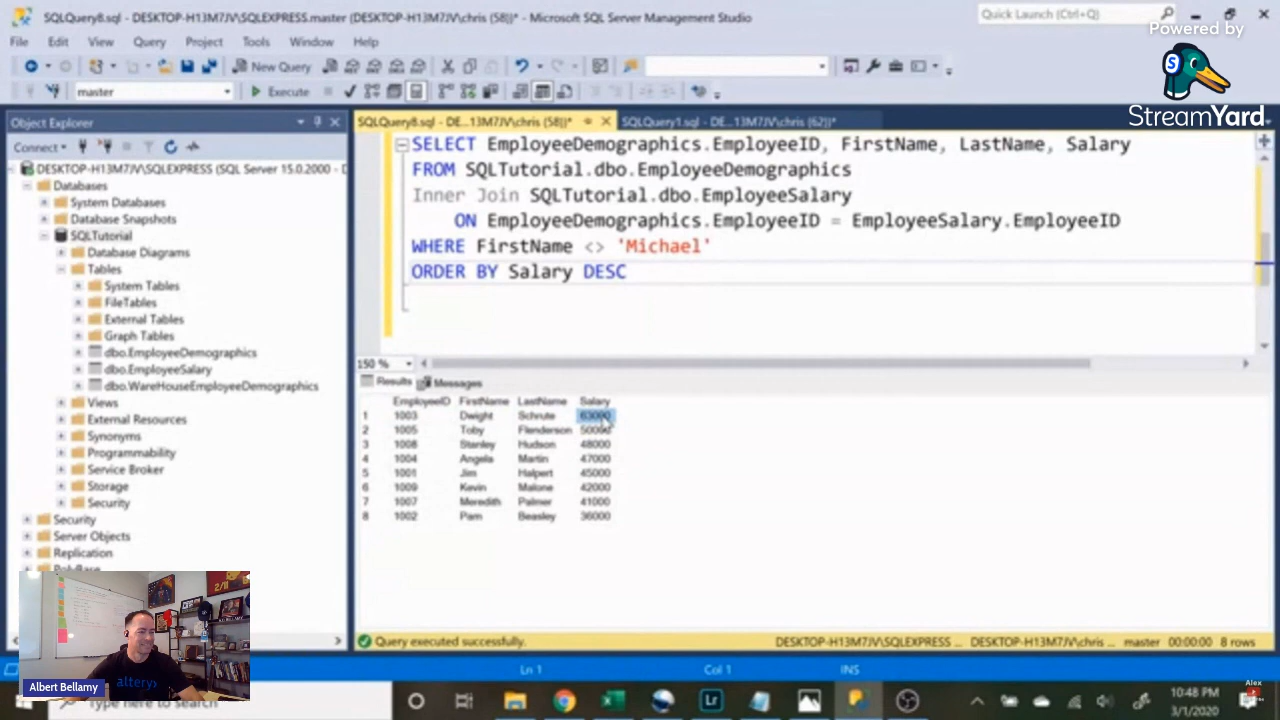 SQLQuery8.sql - DESKTOP-H13M7JV\SQLEXPRESS.master (DESKTOP-H13M7JV\chris (58))* - Microsoft SQL Server Management Studio
Quick Launch (Ctrl+Q)
Powered by
StreamYard
File Edit View Query Project Tools Window Help
New Query
master
Execute
Object Explorer
SQLQuery8.sql - DE...13M7JV\chris (58))*
SQLQuery1.sql - DE...13M7JV\chris (62))*
Connect
DESKTOP-H13M7JV\SQLEXPRESS (SQL Server 15.0.2000 - D
Databases
System Databases
Database Snapshots
SQLTutorial
Database Diagrams
Tables
System Tables
FileTables
External Tables
Graph Tables
dbo.EmployeeDemographics
dbo.EmployeeSalary
dbo.WareHouseEmployeeDemographics
Views
External Resources
Synonyms
Programmability
Service Broker
Storage
Security
Security
Server Objects
Replication
PolyBase
SELECT EmployeeDemographics.EmployeeID, FirstName, LastName, Salary
FROM SQLTutorial.dbo.EmployeeDemographics
Inner Join SQLTutorial.dbo.EmployeeSalary
ON EmployeeDemographics.EmployeeID = EmployeeSalary.EmployeeID
WHERE FirstName <> 'Michael'
ORDER BY Salary DESC
150 %
Results Messages
EmployeeID FirstName LastName Salary
1 1003 Dwight Schrute 63000
2 1005 Toby Flenderson 50000
3 1008 Stanley Hudson 48000
4 1004 Angela Martin 47000
5 1001 Jim Halpert 45000
6 1009 Kevin Malone 42000
7 1007 Meredith Palmer 41000
8 1002 Pam Beasley 36000
Query executed successfully.
DESKTOP-H13M7JV\SQLEXPRESS ... DESKTOP-H13M7JV\chris ... master 00:00:00 8 rows
Ln 1 Col 1 INS
altery
Albert Bellamy
Type here to search
Alex
10:48 PM
3/1/2020